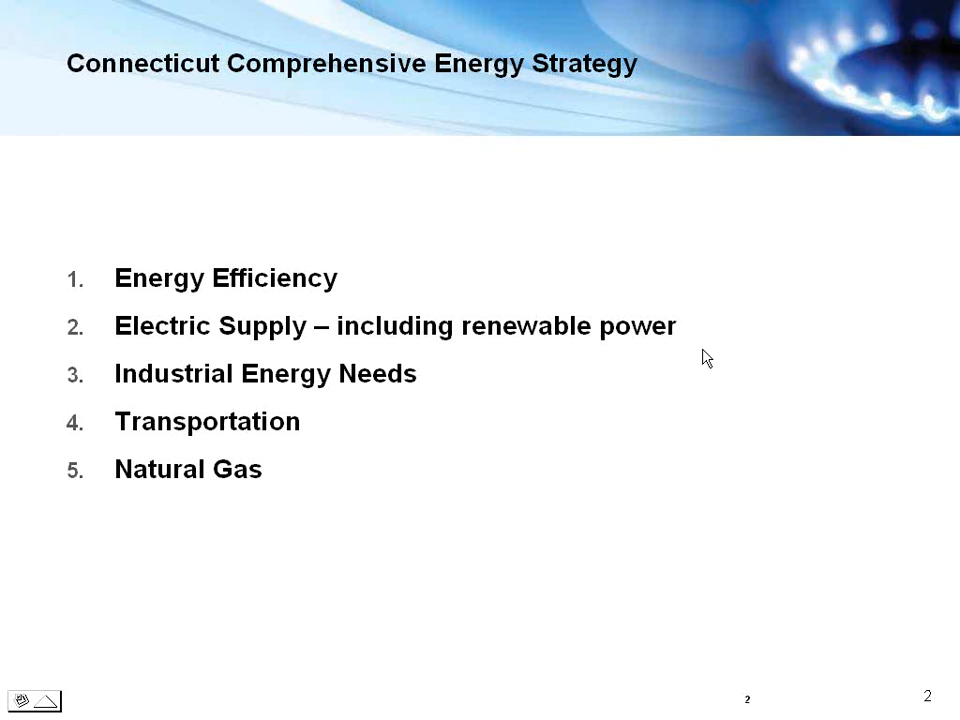 Connecticut Comprehensive Energy Strategy
1. Energy Efficiency
2. Electric Supply – including renewable power
3. Industrial Energy Needs
4. Transportation
5. Natural Gas
2
2